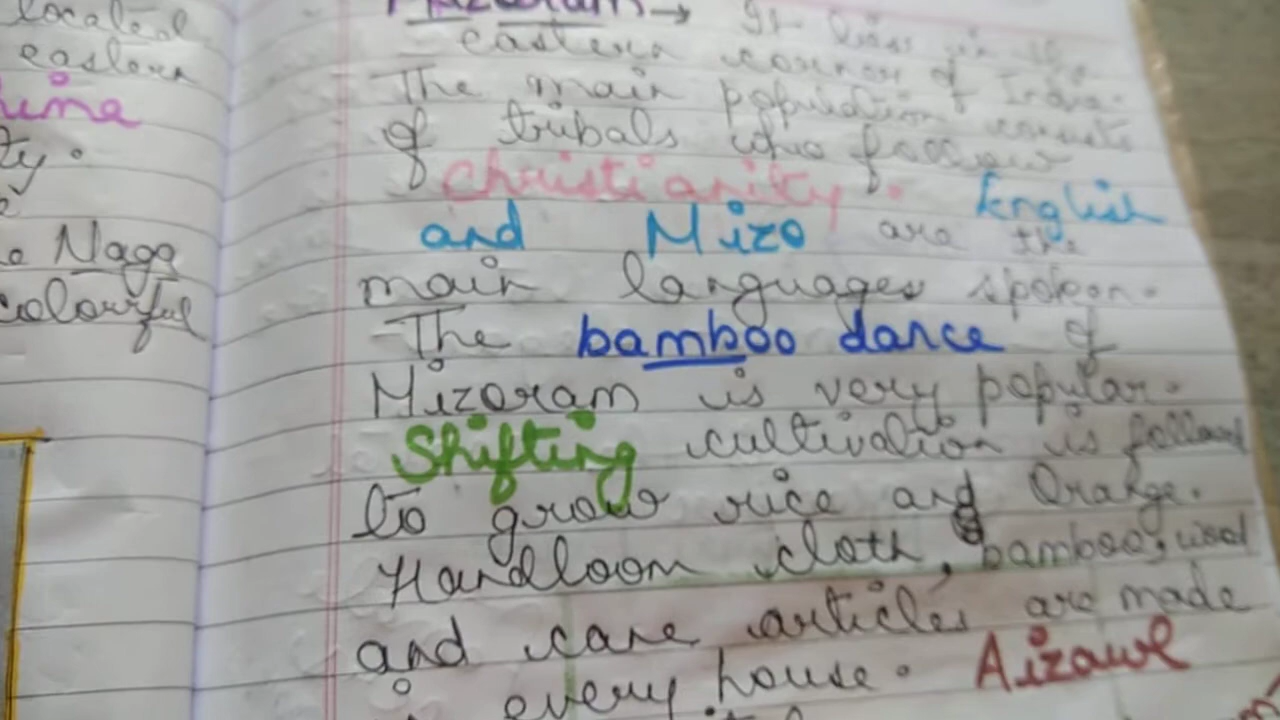 located
eastern
hima
ty.
e Naga
colourful
Mizoram → It lies in the
eastern corner of India.
The main population consists
of tribals who follow
Christianity. English
and Mizo are the
main languages spoken.
The bamboo dance of
Mizoram is very popular.
Shifting cultivation is followed
to grow rice and Orange.
Handloom cloth, bamboo, wood
and cane articles are made
in every house. Aizawl